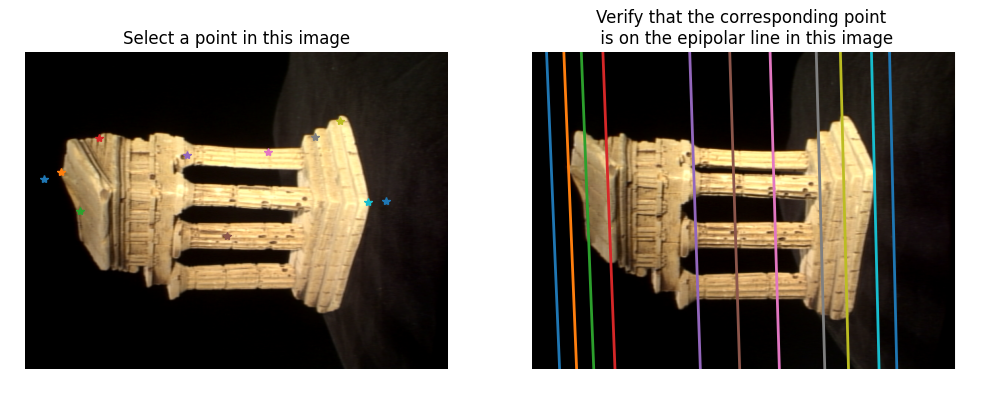 Select a point in this image
Verify that the corresponding point
is on the epipolar line in this image